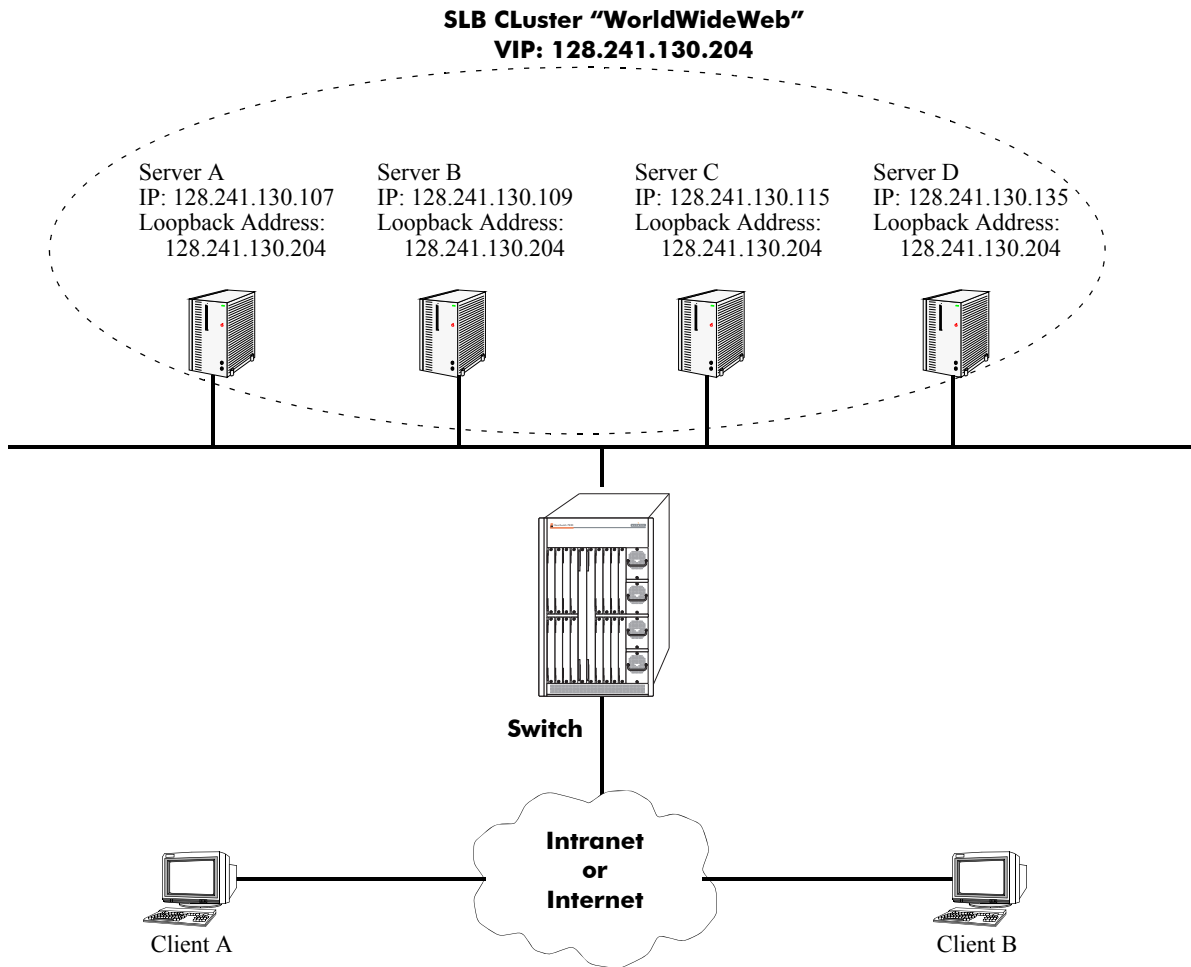 SLB CLuster “WorldWideWeb”
VIP: 128.241.130.204
Server A
IP: 128.241.130.107
Loopback Address:
128.241.130.204
Server B
IP: 128.241.130.109
Loopback Address:
128.241.130.204
Server C
IP: 128.241.130.115
Loopback Address:
128.241.130.204
Server D
IP: 128.241.130.135
Loopback Address:
128.241.130.204
Switch
Intranet
or
Internet
Client A
Client B